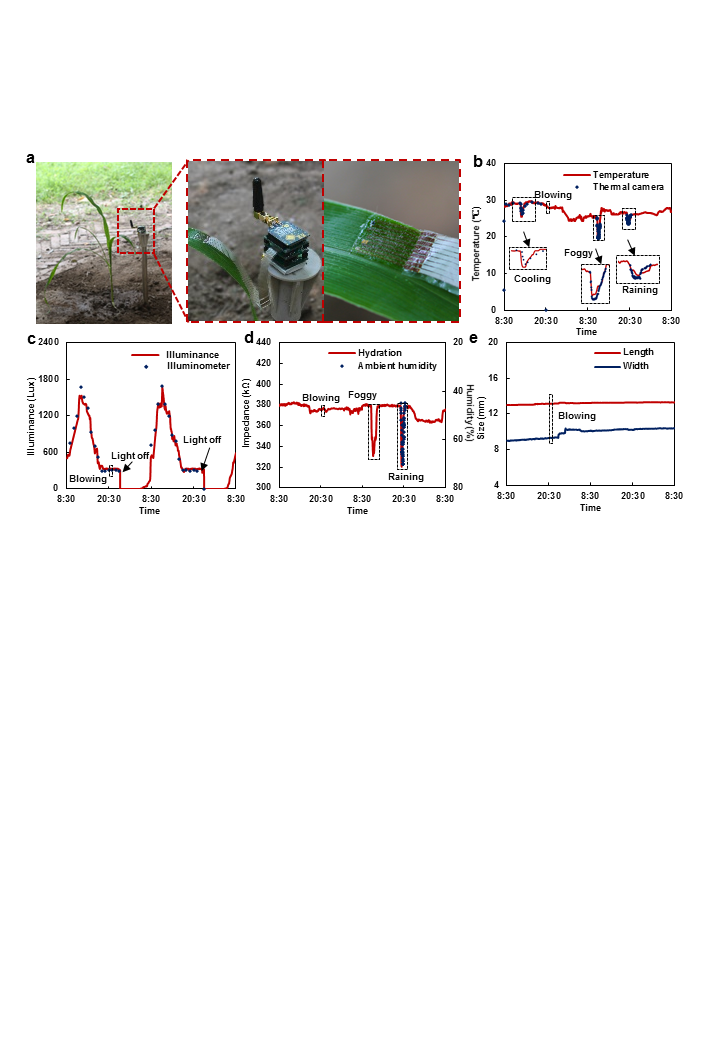 a
b
40
30
20
10
0
Temperature (℃)
Temperature
Thermal camera
Blowing
Foggy
Cooling
Raining
8:30 20:30 8:30 20:30 8:30
Time
c
2400
1800
1200
600
0
Illuminance (Lux)
Illuminance
Illuminometer
Light off
Light off
Blowing
8:30 20:30 8:30 20:30 8:30
Time
d
440
420
400
380
360
340
320
300
Impedance (kΩ)
Hydration
Ambient humidity
Blowing
Foggy
Raining
20
40
60
80
Humidity (%)
8:30 20:30 8:30 20:30 8:30
Time
e
20
16
12
8
4
Size (mm)
Length
Width
Blowing
8:30 20:30 8:30 20:30 8:30
Time